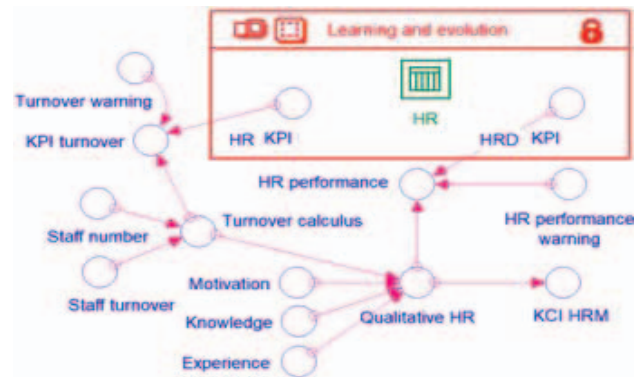 Learning and evolution
Turnover warning
HR
KPI turnover
HR KPI
HRD KPI
HR performance
Staff number
Turnover calculus
HR performance
warning
Motivation
Staff turnover
Knowledge
Qualitative HR
KCI HRM
Experience